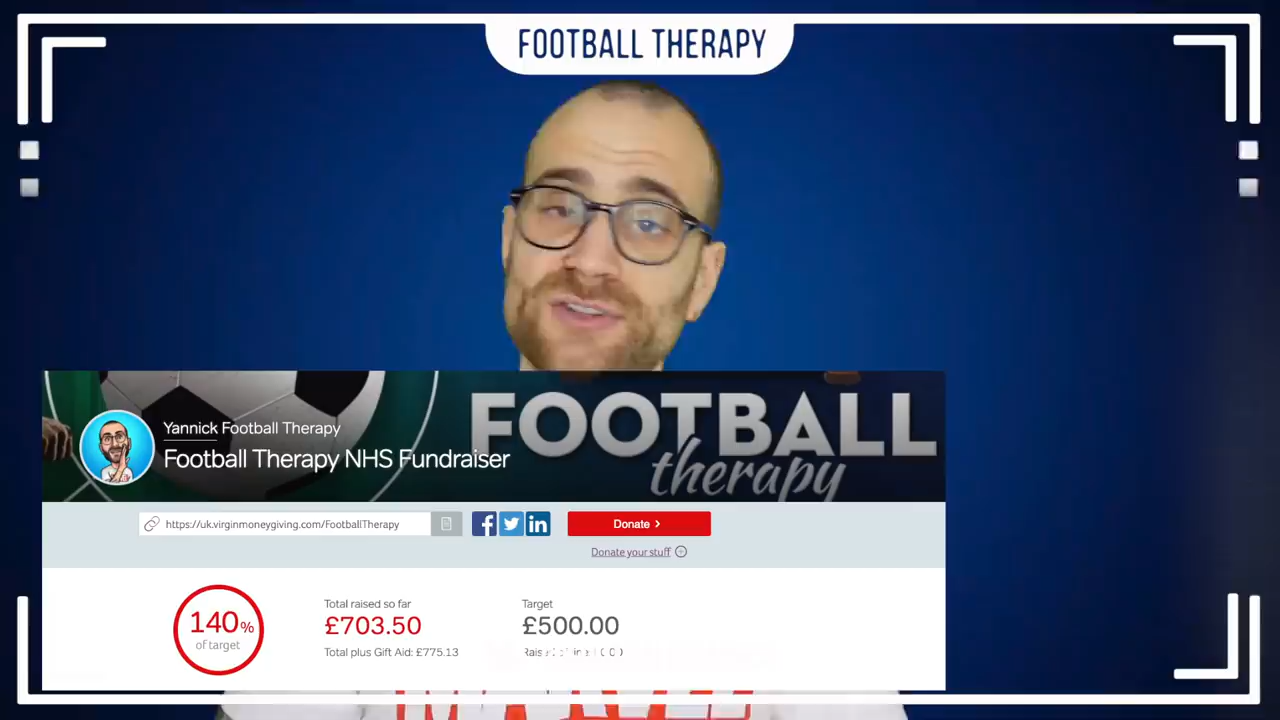 FOOTBALL THERAPY
FOOTBALL
therapy
Yannick Football Therapy
Football Therapy NHS Fundraiser
https://uk.virginmoneygiving.com/FootballTherapy
Donate >
Donate your stuff
140%
of target
Total raised so far
£703.50
Total plus Gift Aid: £775.13
Target
£500.00